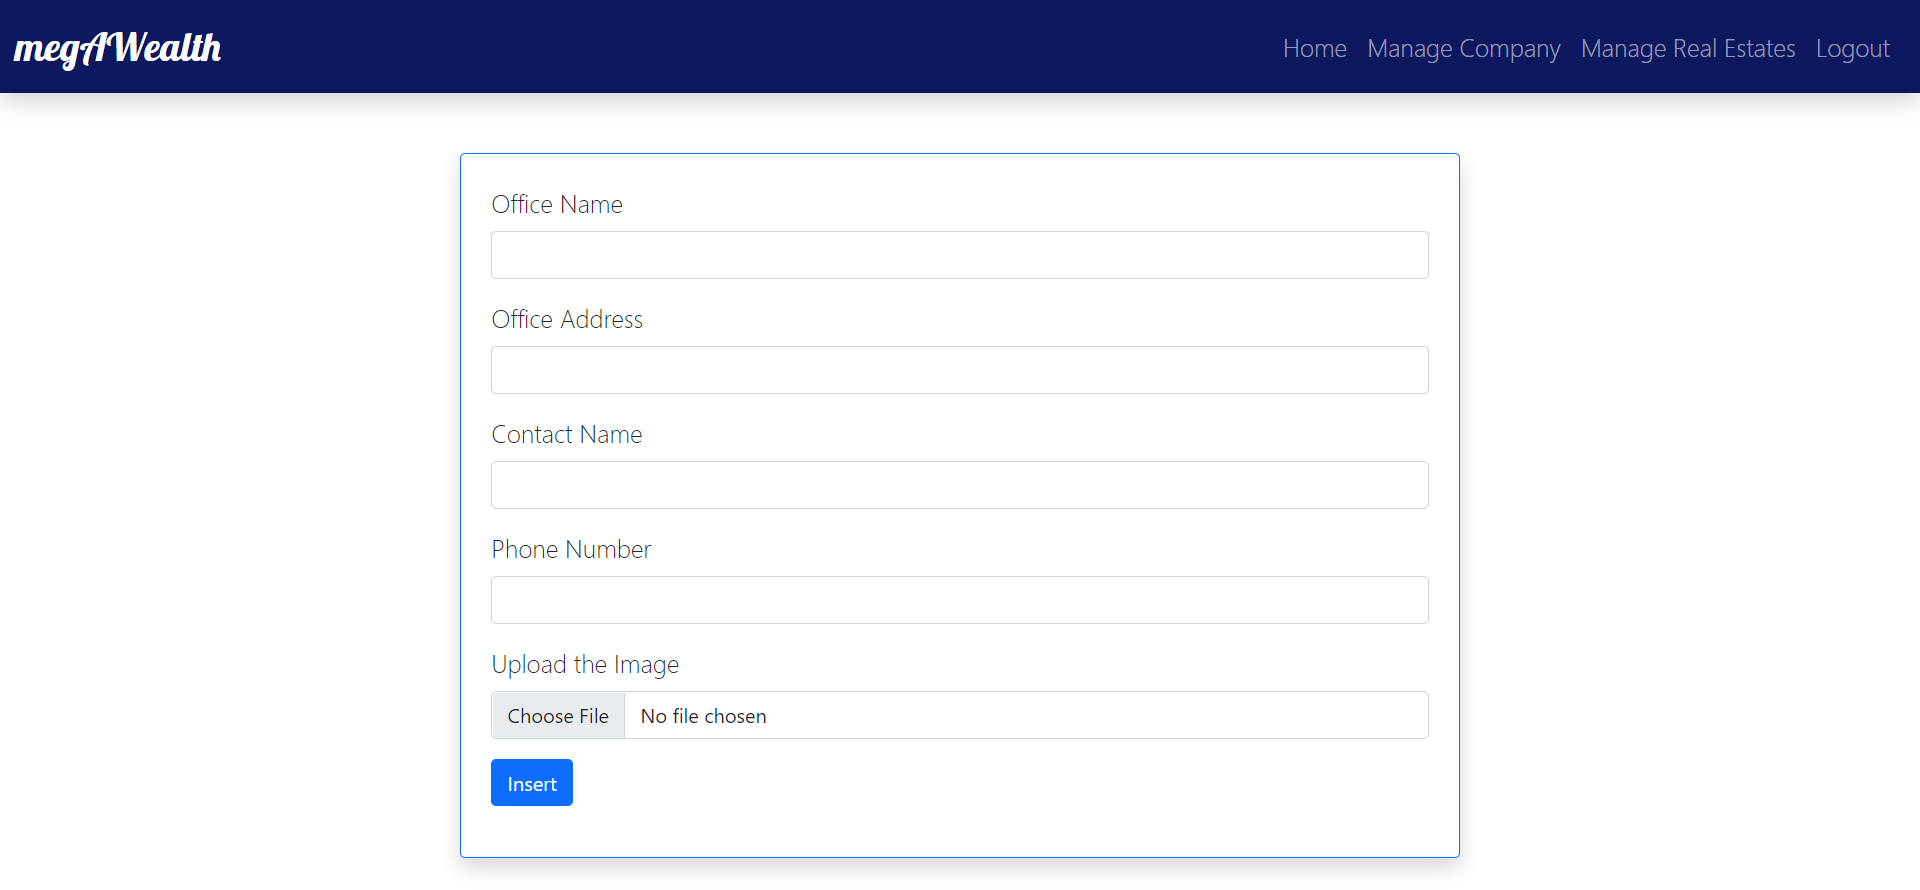 megAWealth
Home Manage Company Manage Real Estates Logout
Office Name
Office Address
Contact Name
Phone Number
Upload the Image
Choose File No file chosen
Insert